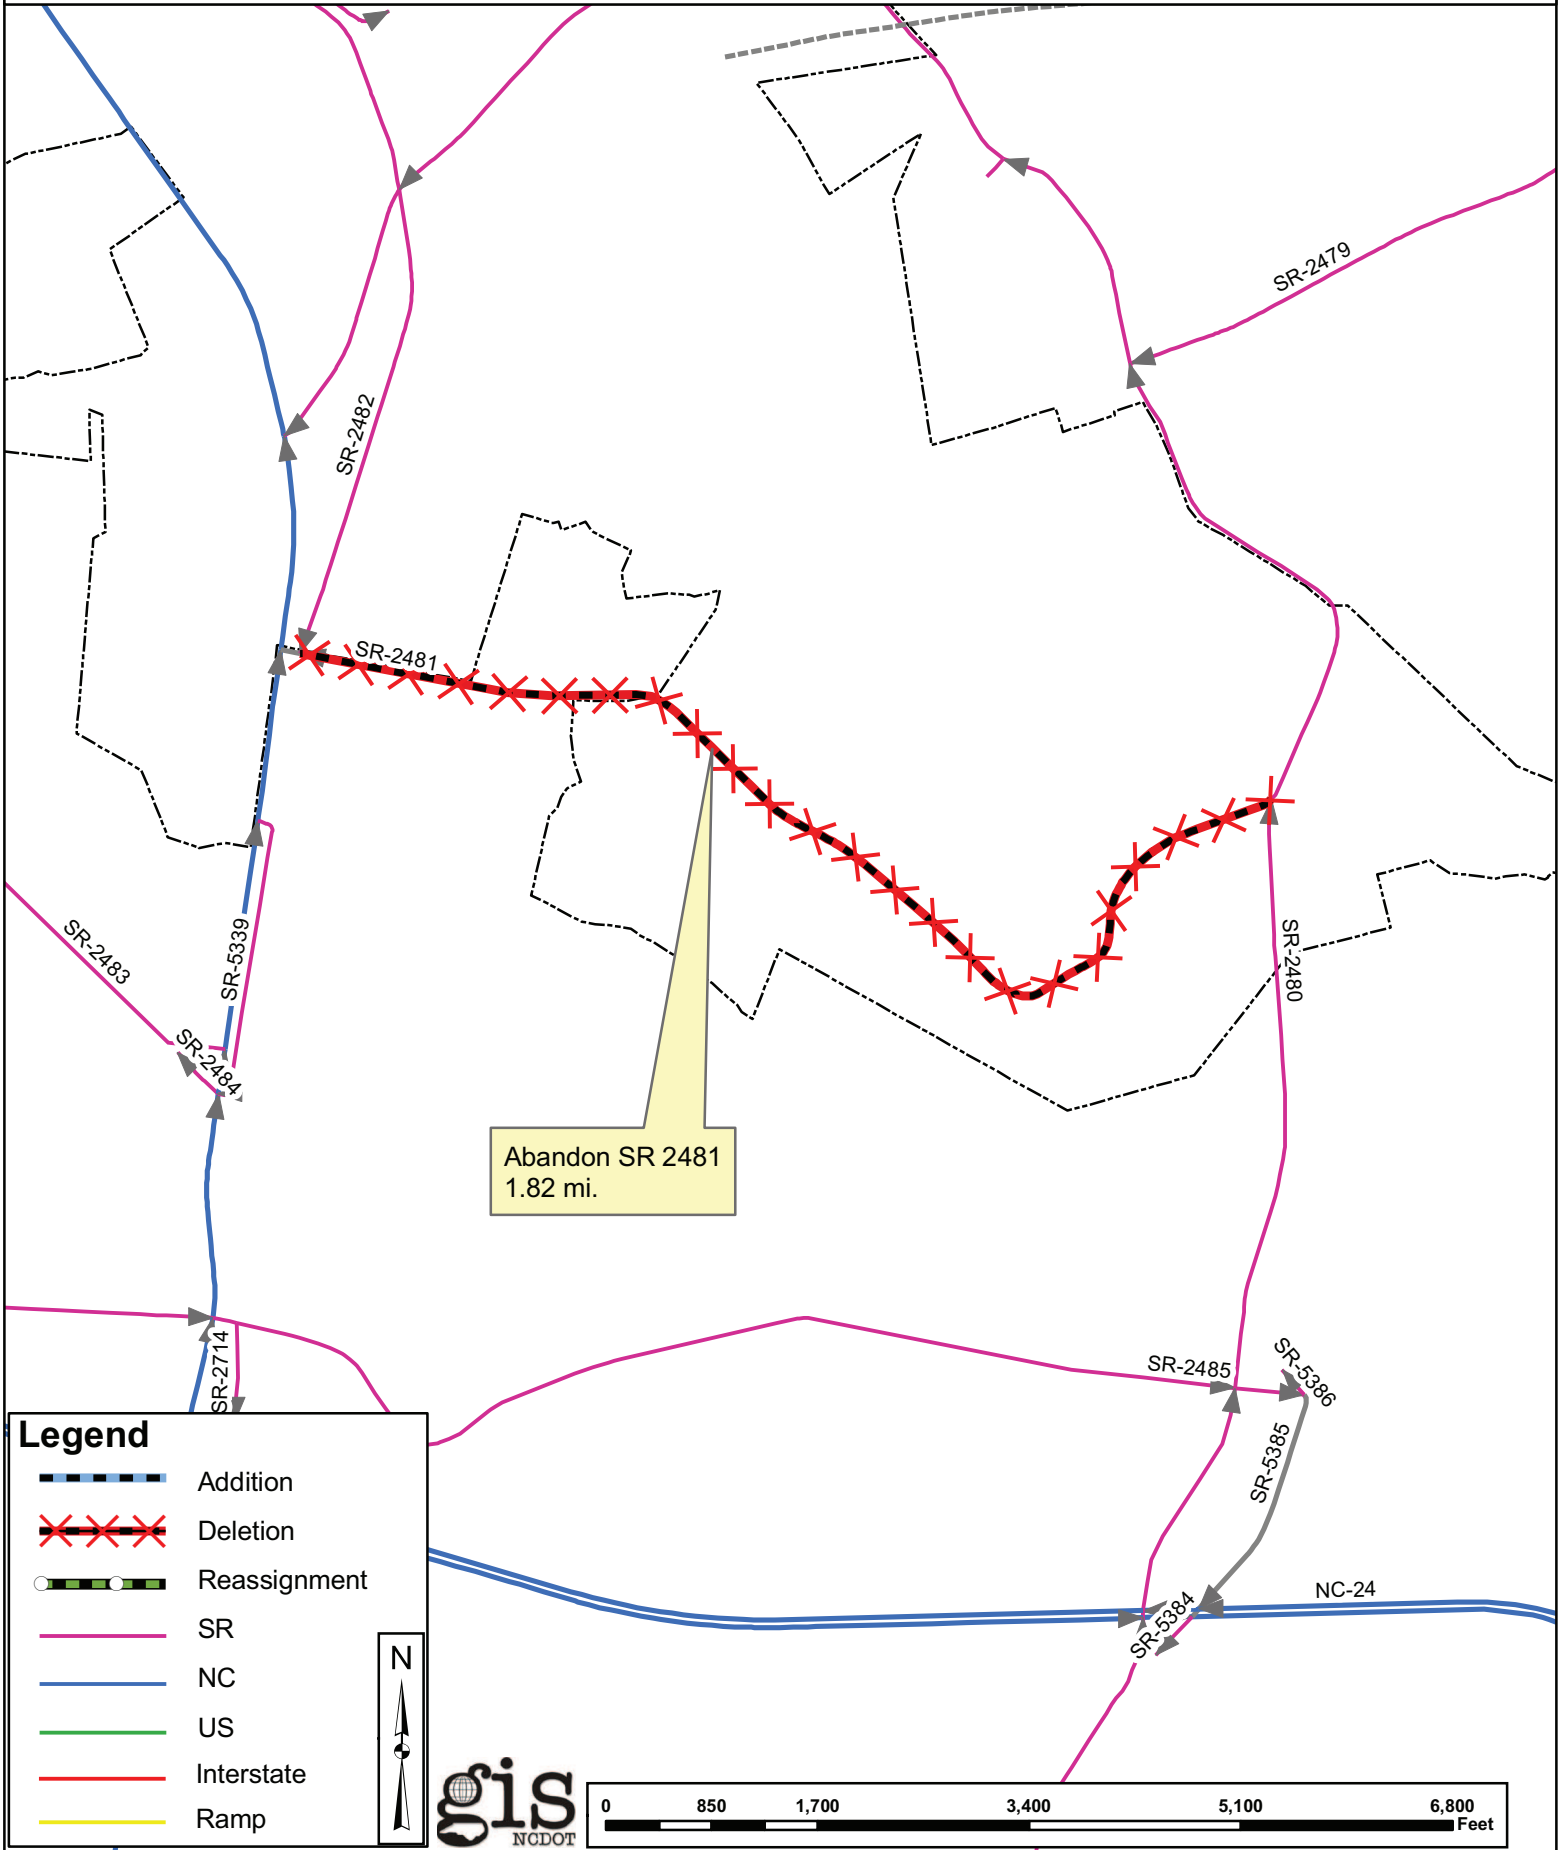 SR-2479
SR-2482
SR-2481
SR-2480
SR-5339
SR-2483
SR-2484
Abandon SR 2481
1.82 mi.
SR-2714
SR-2485
SR-5386
SR-5385
NC-24
SR-5384
Legend
Addition
Deletion
Reassignment
SR
NC
US
Interstate
Ramp
N
gis
NCDOT
0 850 1,700 3,400 5,100 6,800
Feet